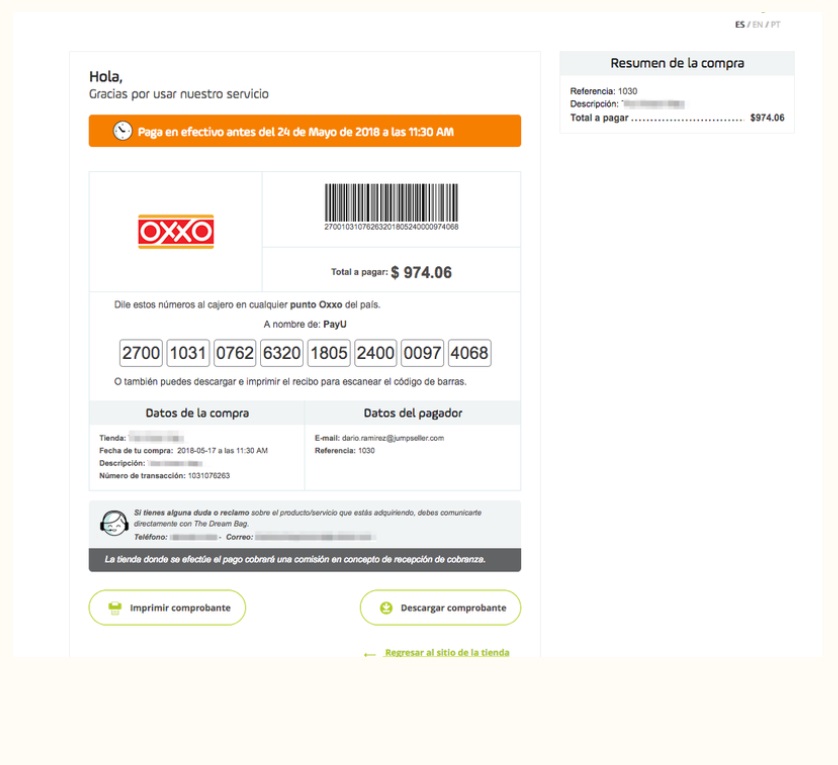 ES / EN / PT
Hola,
Gracias por usar nuestro servicio
Paga en efectivo antes del 24 de Mayo de 2018 a las 11:30 AM
OXXO
27001031076263201805240000974068
Total a pagar: $ 974.06
Dile estos números al cajero en cualquier punto Oxxo del país.
A nombre de: PayU
2700 1031 0762 6320 1805 2400 0097 4068
O también puedes descargar e imprimir el recibo para escanear el código de barras.
Datos de la compra
Tienda:
Fecha de tu compra: 2018-05-17 a las 11:30 AM
Descripción:
Número de transacción: 1031076263
Datos del pagador
E-mail: dario.ramirez@jumpseller.com
Referencia: 1030
Si tienes alguna duda o reclamo sobre el producto/servicio que estás adquiriendo, debes comunicarte
directamente con The Dream Bag.
Teléfono: - Correo:
La tienda donde se efectúe el pago cobrará una comisión en concepto de recepción de cobranza.
Imprimir comprobante
Descargar comprobante
← Regresar al sitio de la tienda
Resumen de la compra
Referencia: 1030
Descripción:
Total a pagar ............................ $974.06